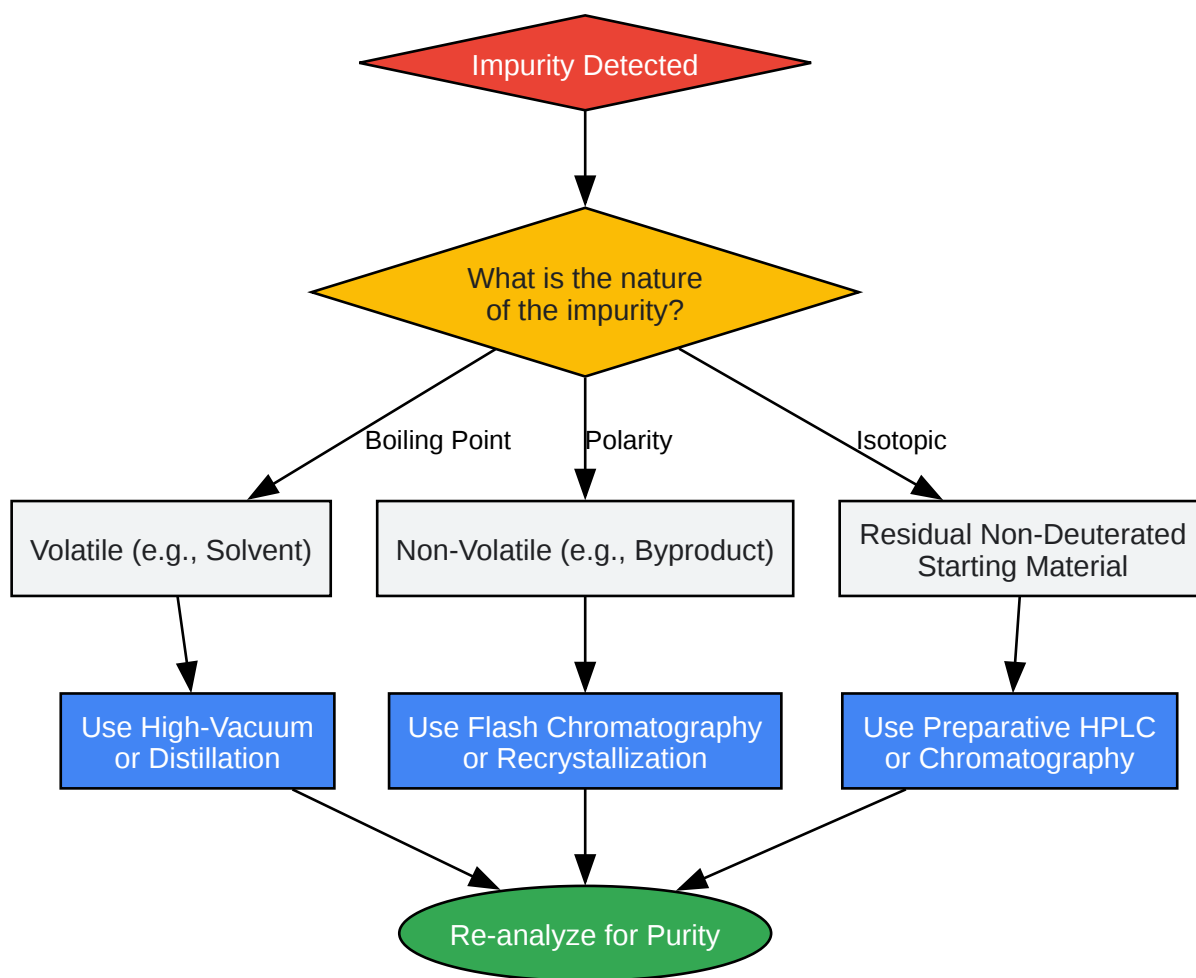 Impurity Detected
What is the nature
of the impurity?
Boiling Point
Polarity
Isotopic
Volatile (e.g., Solvent)
Non-Volatile (e.g., Byproduct)
Residual Non-Deuterated
Starting Material
Use High-Vacuum
or Distillation
Use Flash Chromatography
or Recrystallization
Use Preparative HPLC
or Chromatography
Re-analyze for Purity